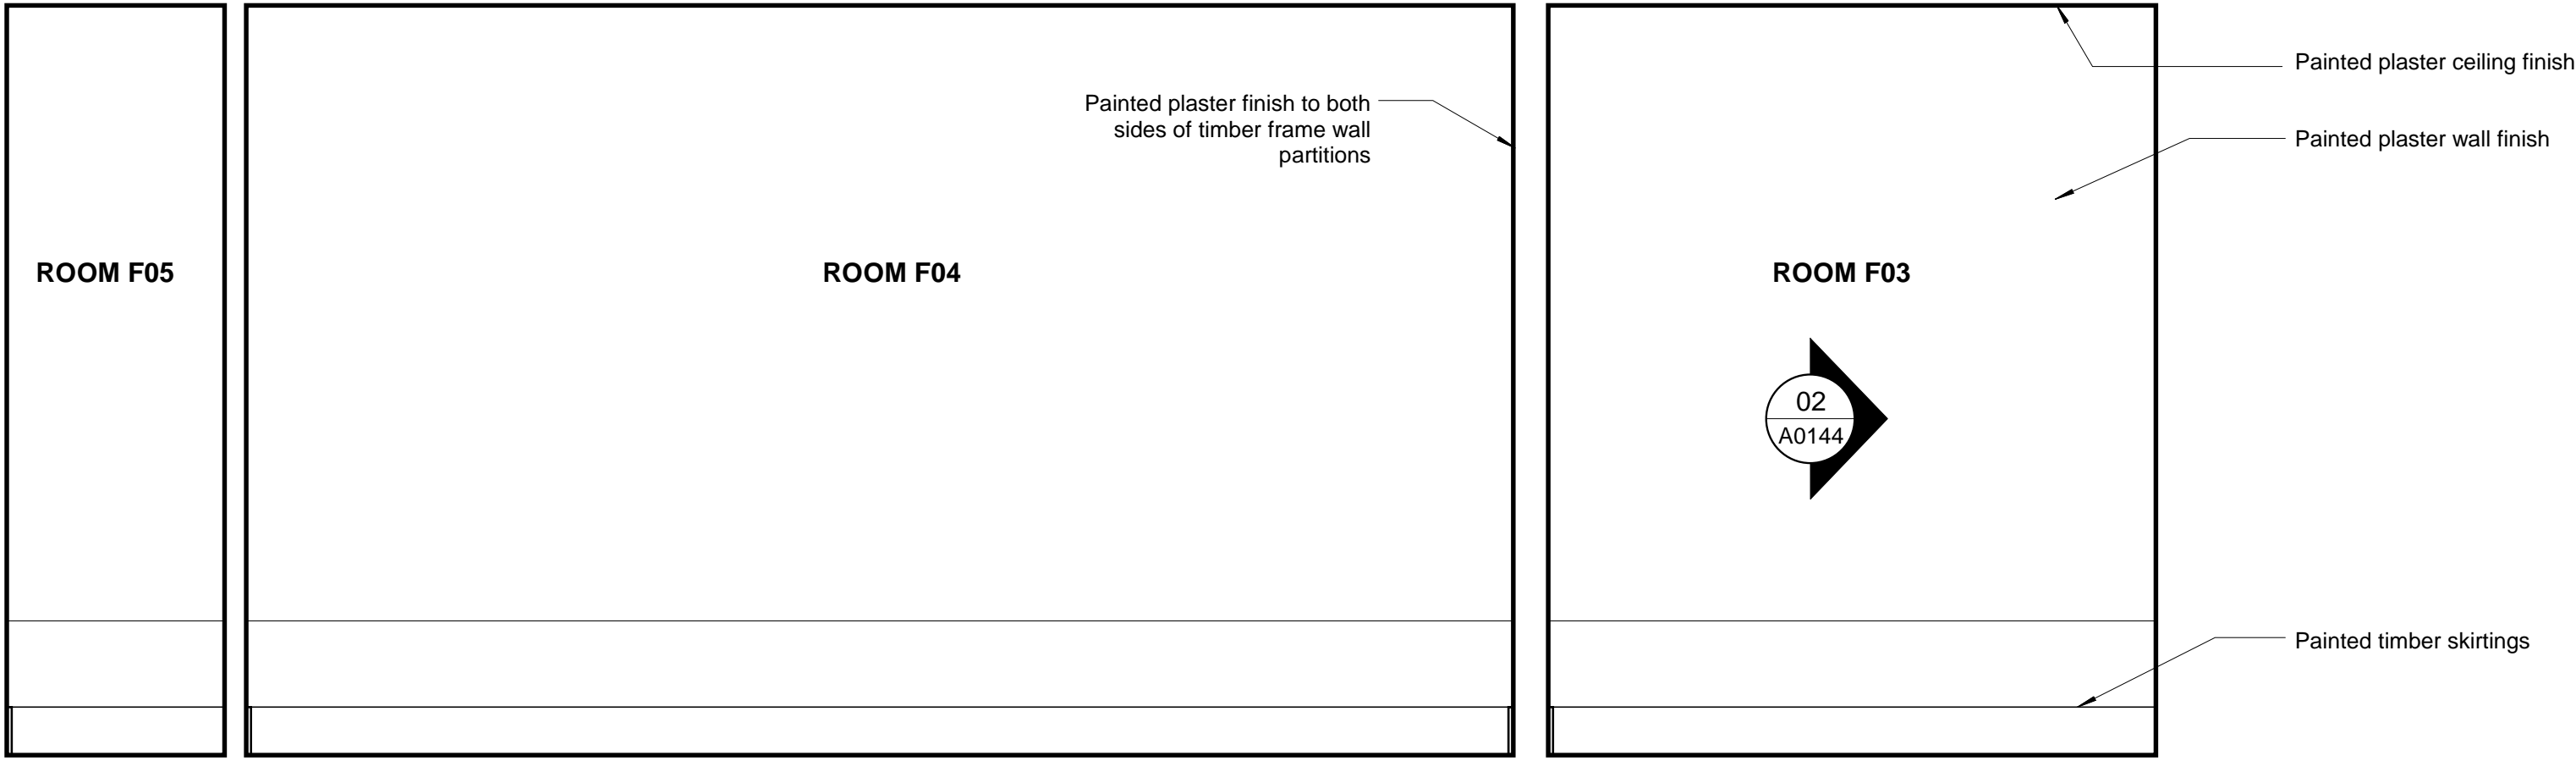 Painted plaster ceiling finish
Painted plaster finish to both
sides of timber frame wall
partitions
Painted plaster wall finish
ROOM F05
ROOM F04
ROOM F03
02
A0144
Painted timber skirtings